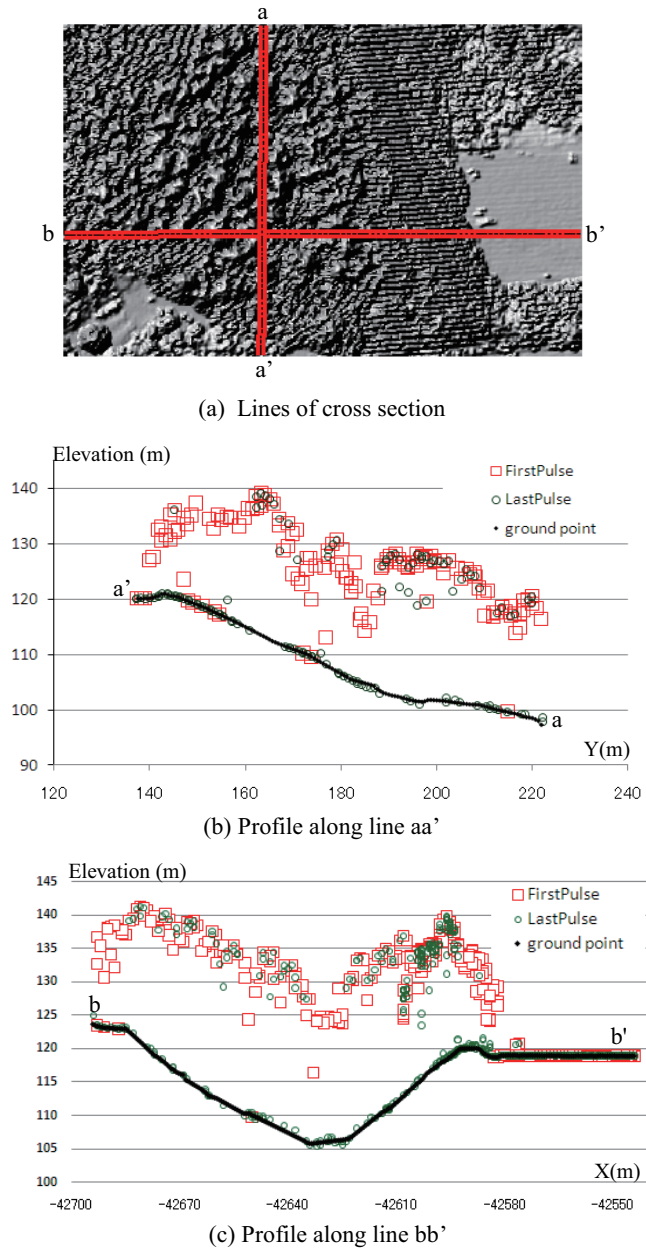 a
b
b’
a’
(a) Lines of cross section
Elevation (m)
140
130
120
110
100
90
FirstPulse
LastPulse
ground point
a’
a
Y(m)
120 140 160 180 200 220 240
(b) Profile along line aa’
Elevation (m)
145
140
135
130
125
120
115
110
105
100
FirstPulse
LastPulse
ground point
b
b'
X(m)
−42700 −42670 −42640 −42610 −42580 −42550
(c) Profile along line bb’